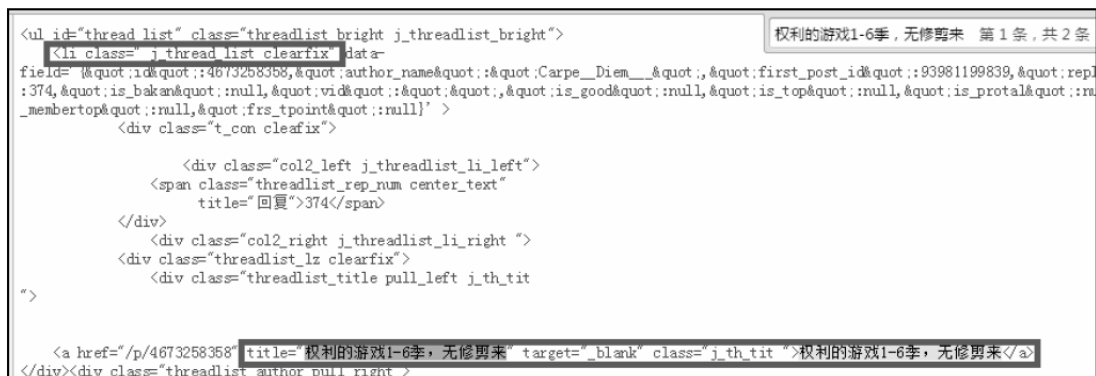 <ul id="thread_list" class="threadlist_bright j_threadlist_bright">
权利的游戏1-6季，无修剪来 第 1 条，共 2 条
<li class=" j_thread_list clearfix" data-
field='{&quot;id&quot;:4673258358,&quot;author_name&quot;:&quot;Carpe__Diem___&quot;,&quot;first_post_id&quot;:93981199839,&quot;repl
:374,&quot;is_bakan&quot;:null,&quot;vid&quot;:&quot;&quot;,&quot;is_good&quot;:null,&quot;is_top&quot;:null,&quot;is_protal&quot;:nu
_membertop&quot;:null,&quot;frs_tpoint&quot;:null}' >
<div class="t_con cleafix">
<div class="col2_left j_threadlist_li_left">
<span class="threadlist_rep_num center_text"
title="回复">374</span>
</div>
<div class="col2_right j_threadlist_li_right ">
<div class="threadlist_lz clearfix">
<div class="threadlist_title pull_left j_th_tit
">
<a href="/p/4673258358" title="权利的游戏1-6季，无修剪来" target="_blank" class="j_th_tit ">权利的游戏1-6季，无修剪来</a>
</div><div class="threadlist_author pull_right">